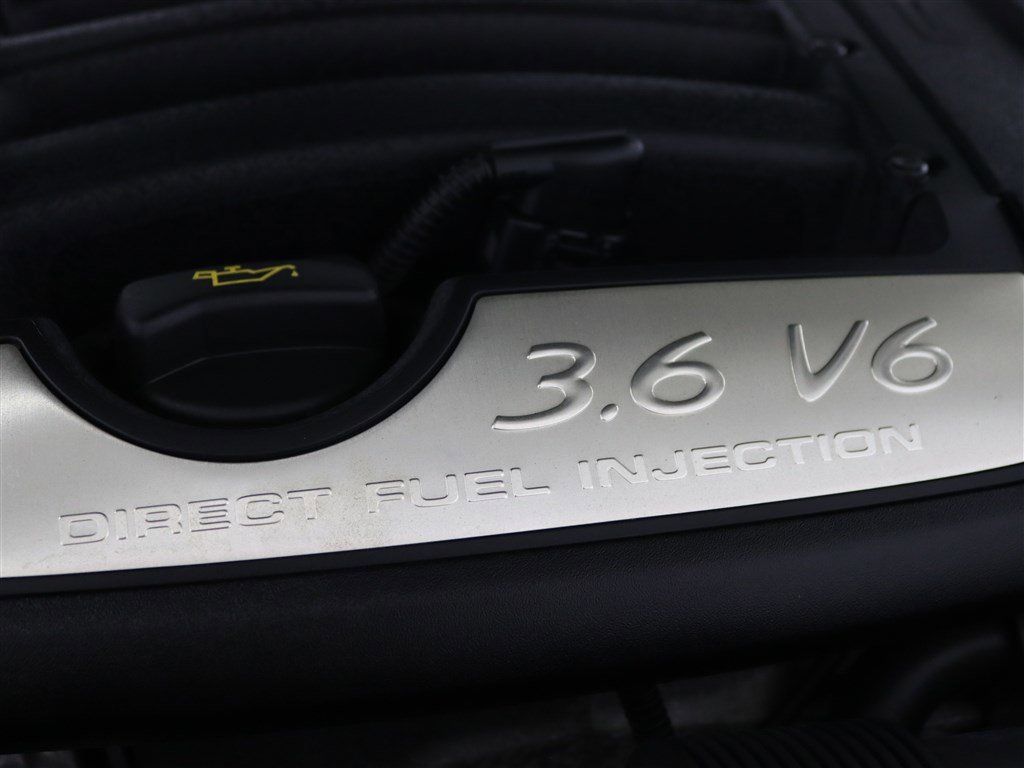 3.6 V6
DIRECT FUEL INJECTION